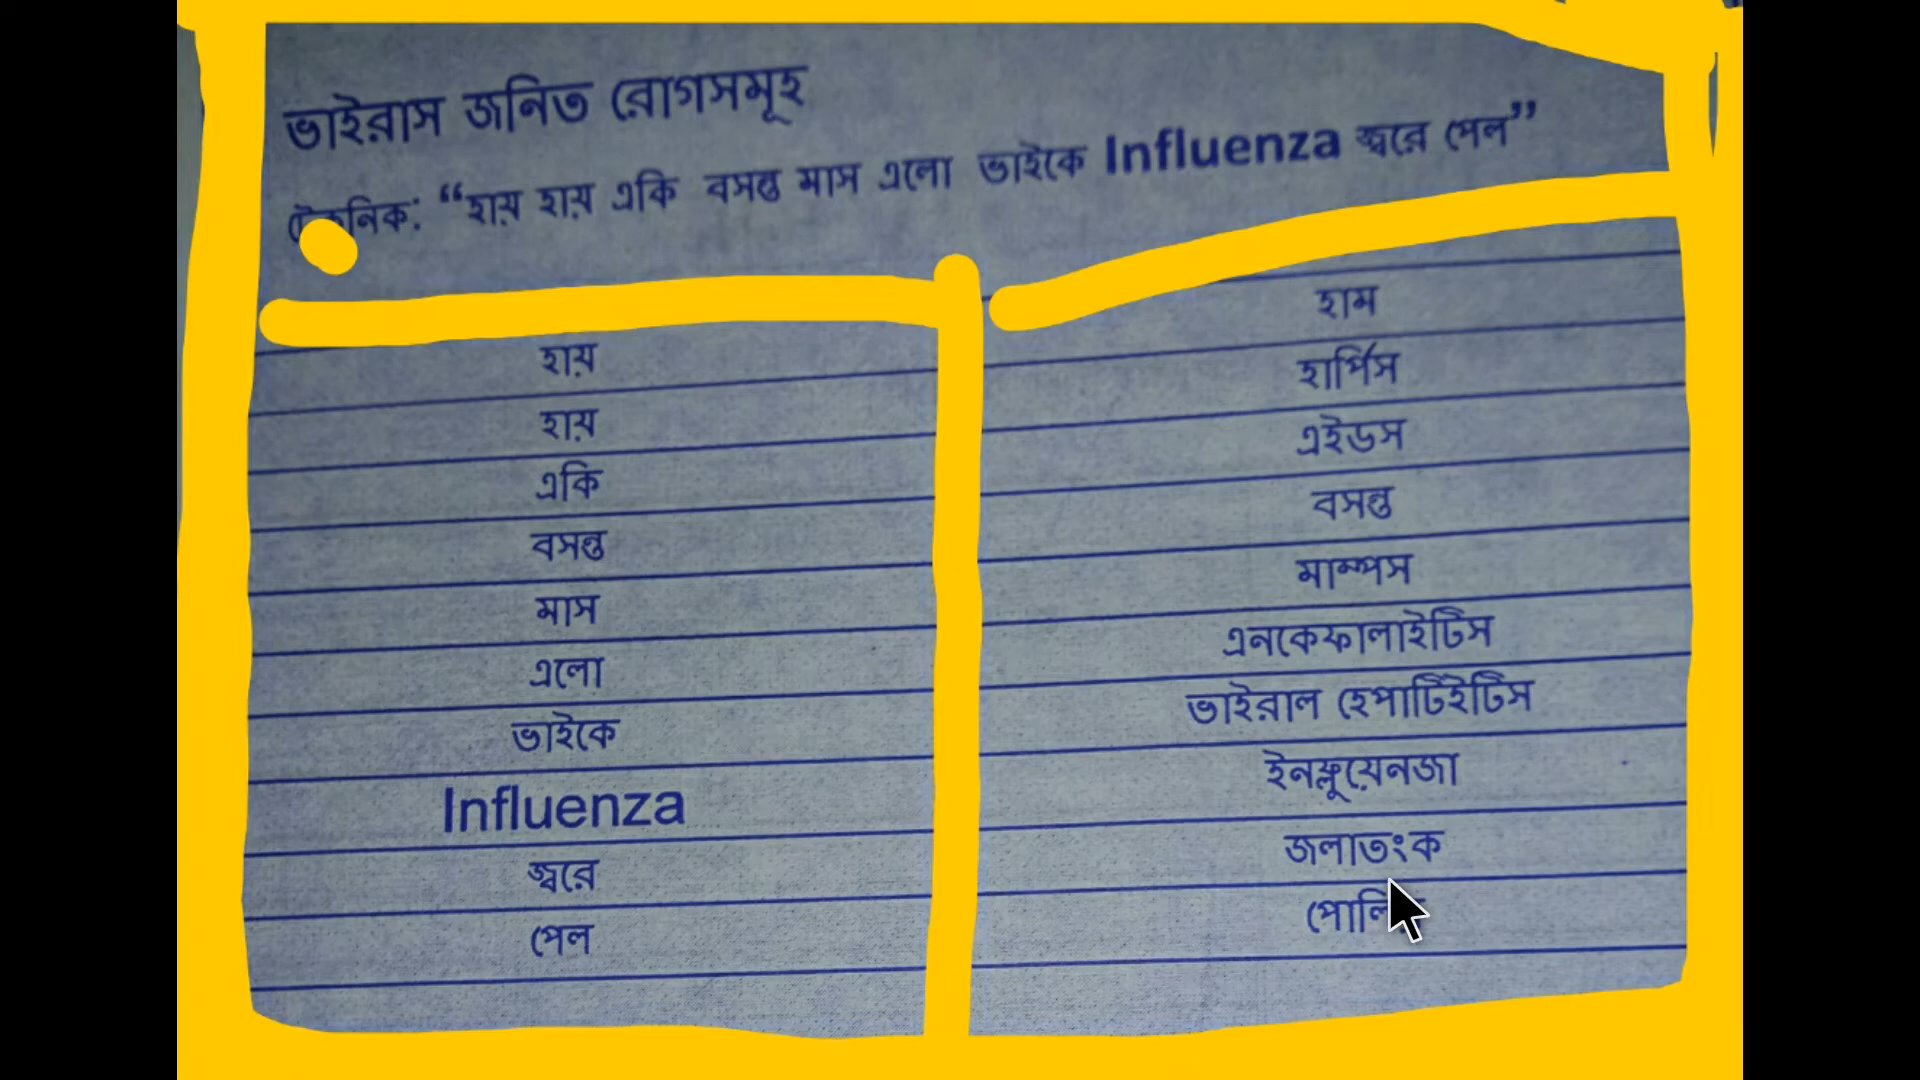 ভাইরাস জনিত রোগসমূহ
টেকনিক: “হায় হায় একি বসন্ত মাস এলো ভাইকে Influenza জ্বরে পেল”
হায় হাম
হায় হার্পিস
একি এইডস
বসন্ত বসন্ত
মাস মাম্পস
এলো এনকেফালাইটিস
ভাইকে ভাইরাল হেপাটিইটিস
Influenza ইনফ্লুয়েনজা
জ্বরে জলাতংক
পেল